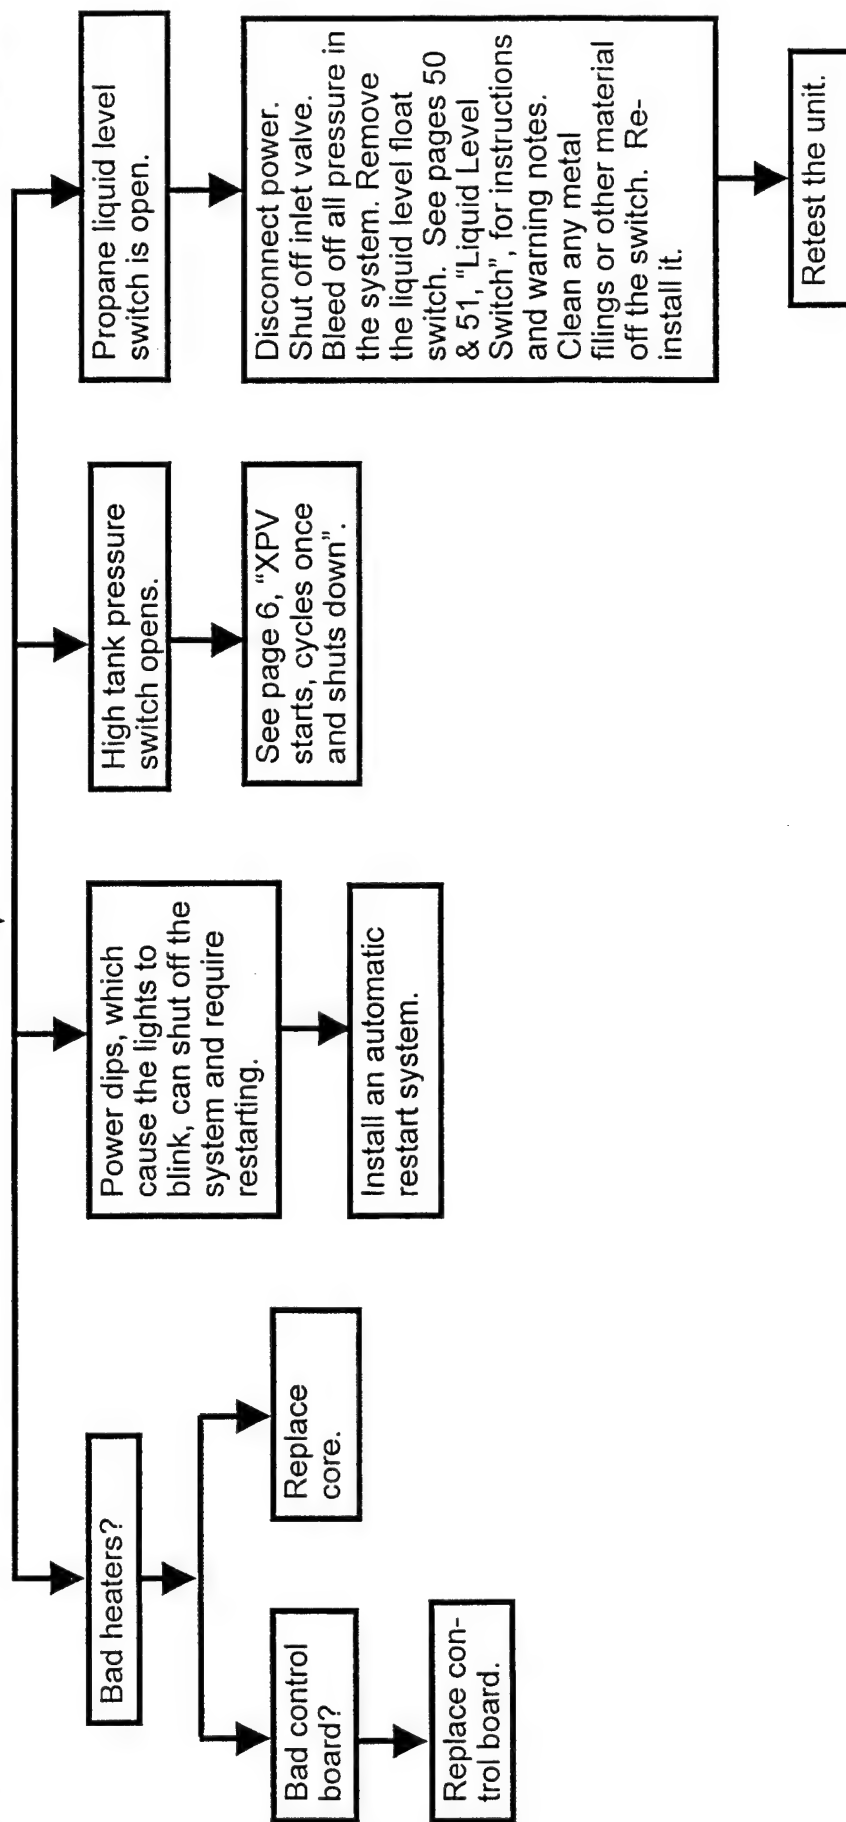 Bad heaters?
Bad control
board?
Replace con-
trol board.
Replace
core.
Power dips, which
cause the lights to
blink, can shut off the
system and require
restarting.
Install an automatic
restart system.
High tank pressure
switch opens.
See page 6, “XPV
starts, cycles once
and shuts down”.
Propane liquid level
switch is open.
Disconnect power.
Shut off inlet valve.
Bleed off all pressure in
the system. Remove
the liquid level float
switch. See pages 50
& 51, “Liquid Level
Switch”, for instructions
and warning notes.
Clean any metal
filings or other material
off the switch. Re-
install it.
Retest the unit.